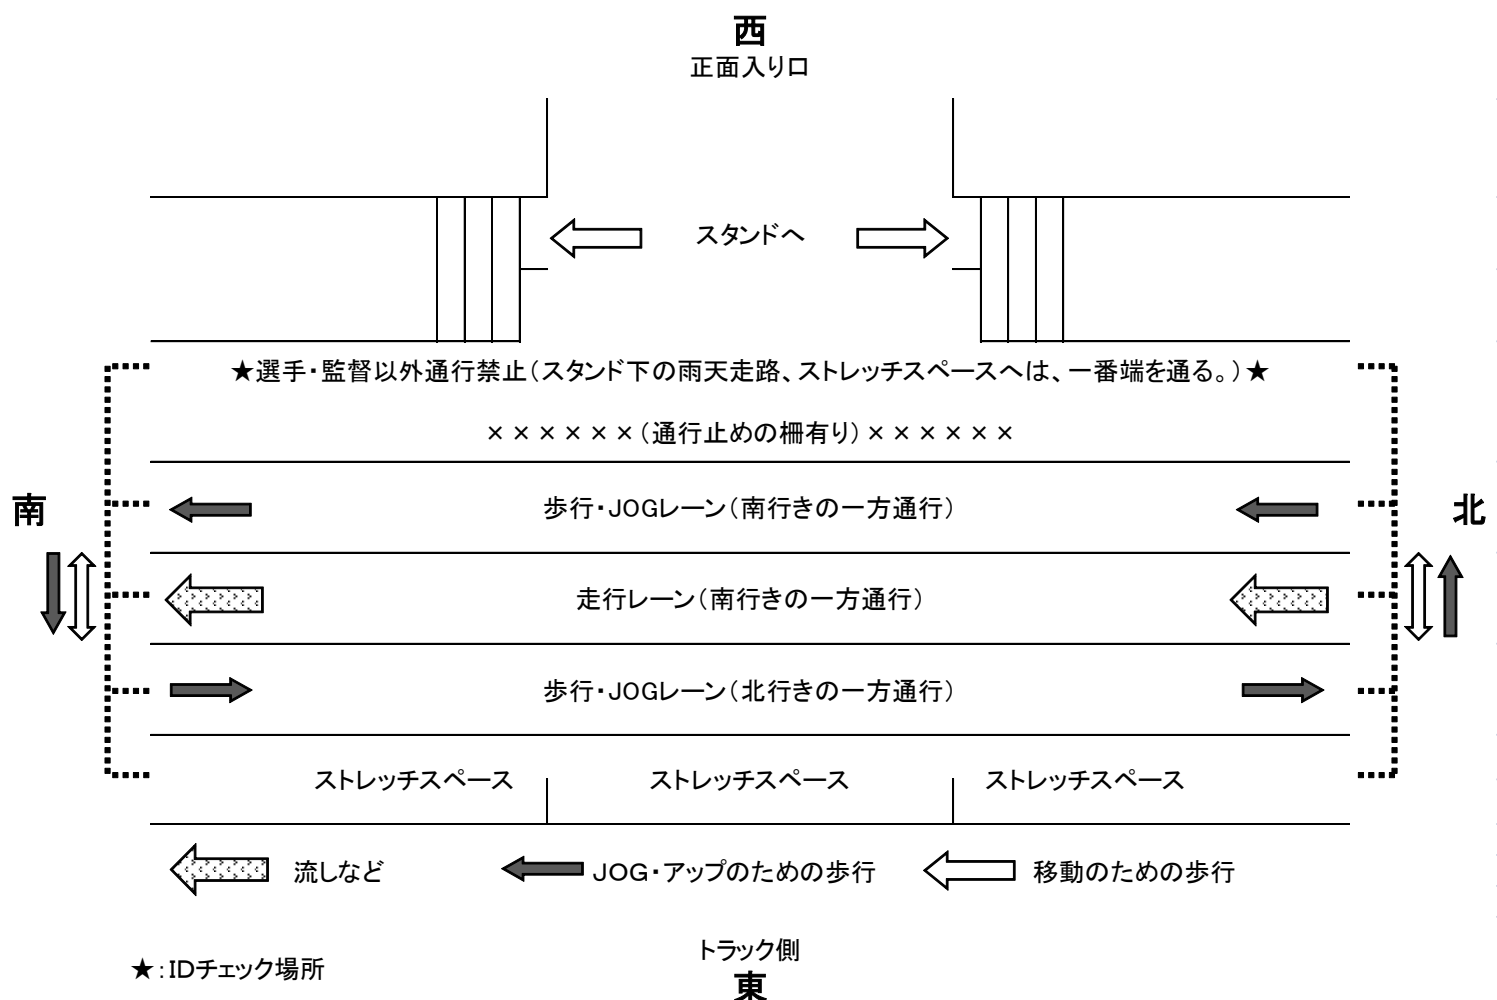 西
正面入り口
スタンドへ
★選手・監督以外通行禁止（スタンド下の雨天走路、ストレッチスペースへは、一番端を通る。）★
××××××（通行止めの柵有り）××××××
南
歩行・JOGレーン（南行きの一方通行）
北
走行レーン（南行きの一方通行）
歩行・JOGレーン（北行きの一方通行）
ストレッチスペース ストレッチスペース ストレッチスペース
流しなど JOG・アップのための歩行 移動のための歩行
トラック側
★：IDチェック場所
東